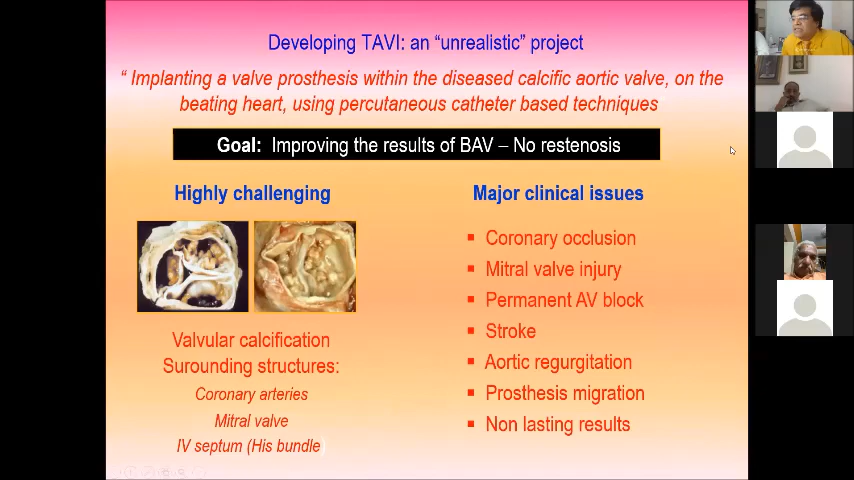 Developing TAVI: an “unrealistic” project
“ Implanting a valve prosthesis within the diseased calcific aortic valve, on the
beating heart, using percutaneous catheter based techniques
Goal: Improving the results of BAV – No restenosis
Highly challenging
Valvular calcification
Surounding structures:
Coronary arteries
Mitral valve
IV septum (His bundle)
Major clinical issues
▪ Coronary occlusion
▪ Mitral valve injury
▪ Permanent AV block
▪ Stroke
▪ Aortic regurgitation
▪ Prosthesis migration
▪ Non lasting results